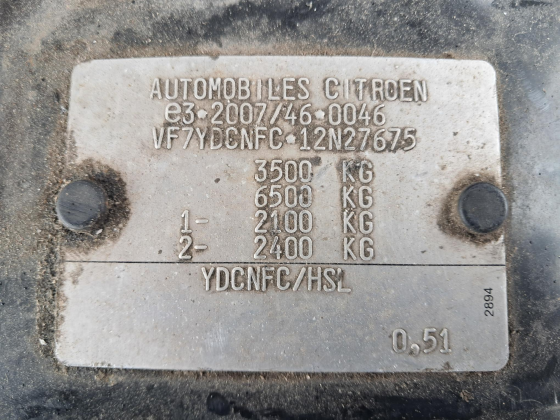 AUTOMOBILES CITROEN
e3*2007/46*0046
VF7YDCNFC*12N27675
3500 KG
6500 KG
1- 2100 KG
2- 2400 KG
YDCNFC/HSL
2894
0,51